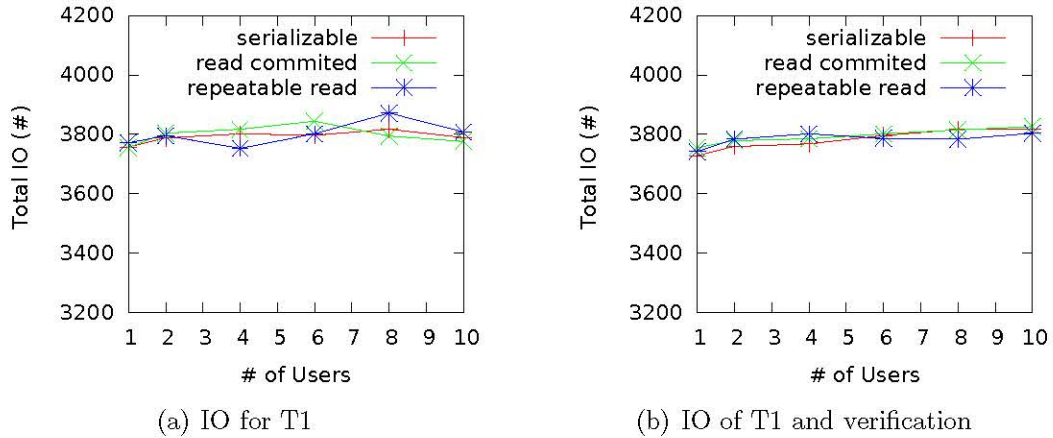 4200
4000
3800
3600
3400
3200
Total IO (#)
serializable
read commited
repeatable read
1 2 3 4 5 6 7 8 9 10
# of Users
(a) IO for T1
4200
4000
3800
3600
3400
3200
Total IO (#)
serializable
read commited
repeatable read
1 2 3 4 5 6 7 8 9 10
# of Users
(b) IO of T1 and verification